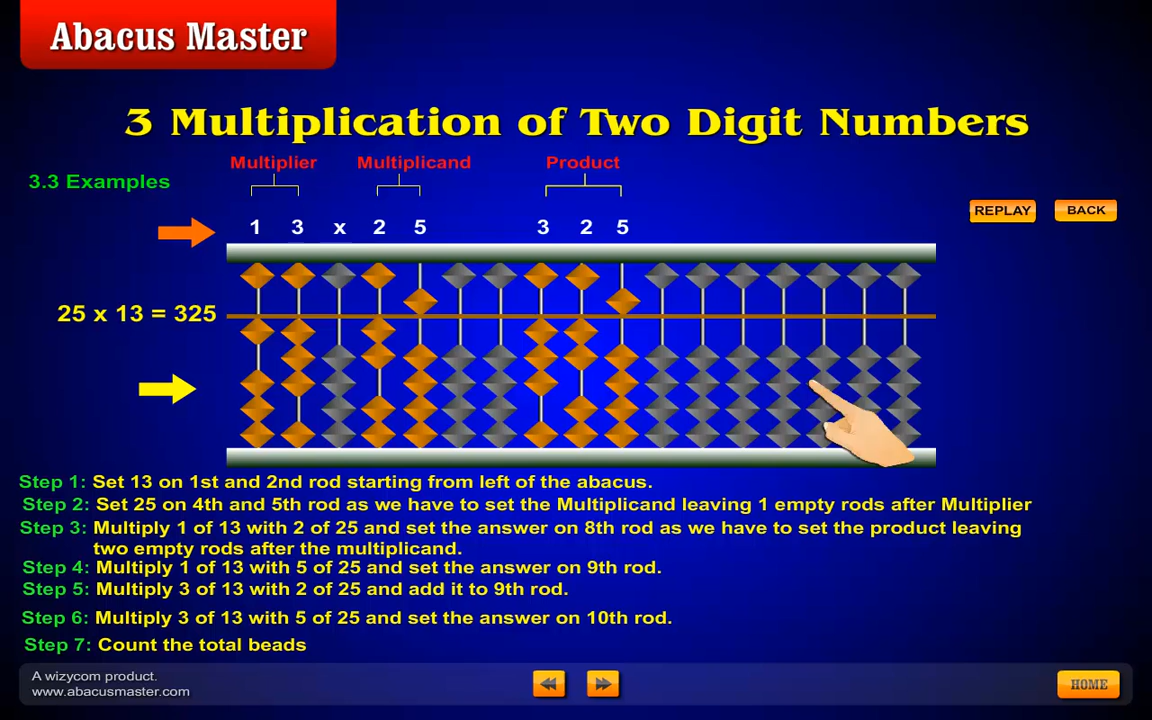 Abacus Master
3 Multiplication of Two Digit Numbers
Multiplier Multiplicand Product
3.3 Examples
REPLAY BACK
1 3 x 2 5 3 2 5
25 x 13 = 325
Step 1: Set 13 on 1st and 2nd rod starting from left of the abacus.
Step 2: Set 25 on 4th and 5th rod as we have to set the Multiplicand leaving 1 empty rods after Multiplier
Step 3: Multiply 1 of 13 with 2 of 25 and set the answer on 8th rod as we have to set the product leaving
two empty rods after the multiplicand.
Step 4: Multiply 1 of 13 with 5 of 25 and set the answer on 9th rod.
Step 5: Multiply 3 of 13 with 2 of 25 and add it to 9th rod.
Step 6: Multiply 3 of 13 with 5 of 25 and set the answer on 10th rod.
Step 7: Count the total beads
A wizycom product.
www.abacusmaster.com
HOME